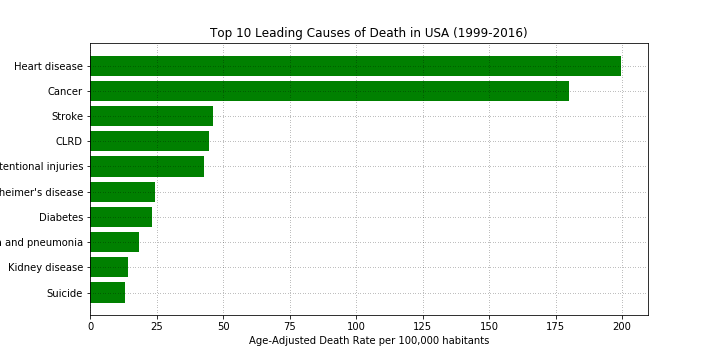 Top 10 Leading Causes of Death in USA (1999-2016)
Heart disease
Cancer
Stroke
CLRD
tentional injuries
heimer's disease
Diabetes
and pneumonia
Kidney disease
Suicide
0 25 50 75 100 125 150 175 200
Age-Adjusted Death Rate per 100,000 habitants